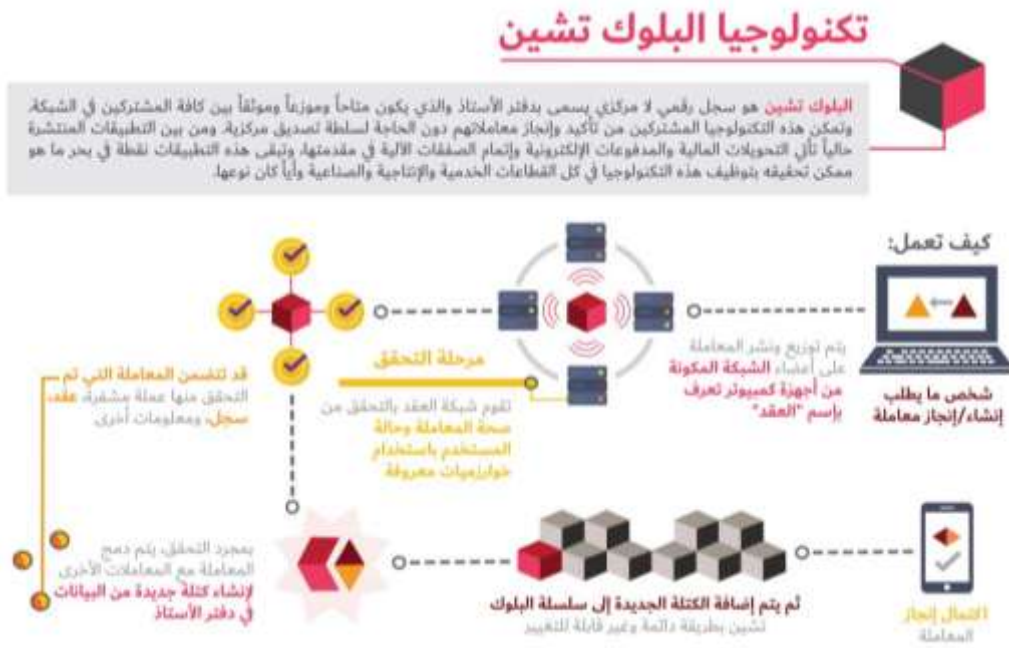 تكنولوجيا البلوك تشين
البلوك تشين هو سجل رقمي لا مركزي يسمى بدفتر الأستاذ والذي يكون متاحاً وموزعاً وموثقاً بين كافة المشتركين في الشبكة.
وتمكن هذه التكنولوجيا المشتركين من تأكيد وإنجاز معاملاتهم دون الحاجة لسلطة تصديق مركزية. ومن بين التطبيقات المنتشرة
حالياً تأتي التحويلات المالية والمدفوعات الإلكترونية وإتمام الصفقات الآلية في مقدمتها، وتبقى هذه التطبيقات نقطة في بحر ما هو
ممكن تحقيقه بتوظيف هذه التكنولوجيا في كل القطاعات الخدمية والإنتاجية والصناعية وأياً كان نوعها.
كيف تعمل:
شخص ما يطلب
إنشاء/إنجاز معاملة
يتم توزيع ونشر المعاملة
على أعضاء الشبكة المكونة
من أجهزة كمبيوتر تعرف
بإسم "العقد"
مرحلة التحقق
تقوم شبكة العقد بالتحقق من
صحة المعاملة وحالة
المستخدم باستخدام
خوارزميات معروفة
قد تتضمن المعاملة التي تم
التحقق منها عملة مشفرة، عقد،
سجل، ومعلومات أخرى.
بمجرد التحقق، يتم دمج
المعاملة مع المعاملات الأخرى
لإنشاء كتلة جديدة من البيانات
في دفتر الأستاذ
ثم يتم إضافة الكتلة الجديدة إلى سلسلة البلوك
تشين بطريقة دائمة وغير قابلة للتغيير
اكتمال إنجاز
المعاملة